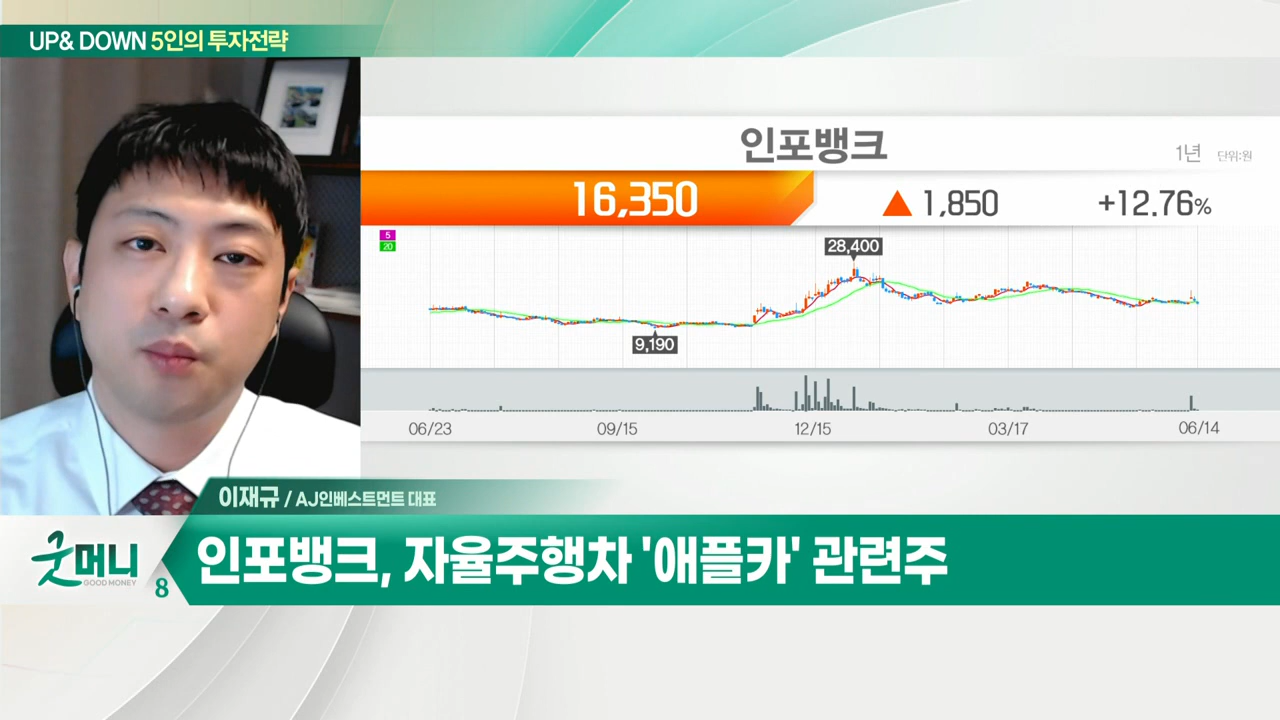 UP& DOWN 5인의 투자전략
인포뱅크
1년 단위:원
16,350 ▲ 1,850 +12.76%
5
20
28,400
9,190
06/23 09/15 12/15 03/17 06/14
이재규 / AJ인베스트먼트 대표
굿머니
GOOD MONEY
8
인포뱅크, 자율주행차 '애플카' 관련주